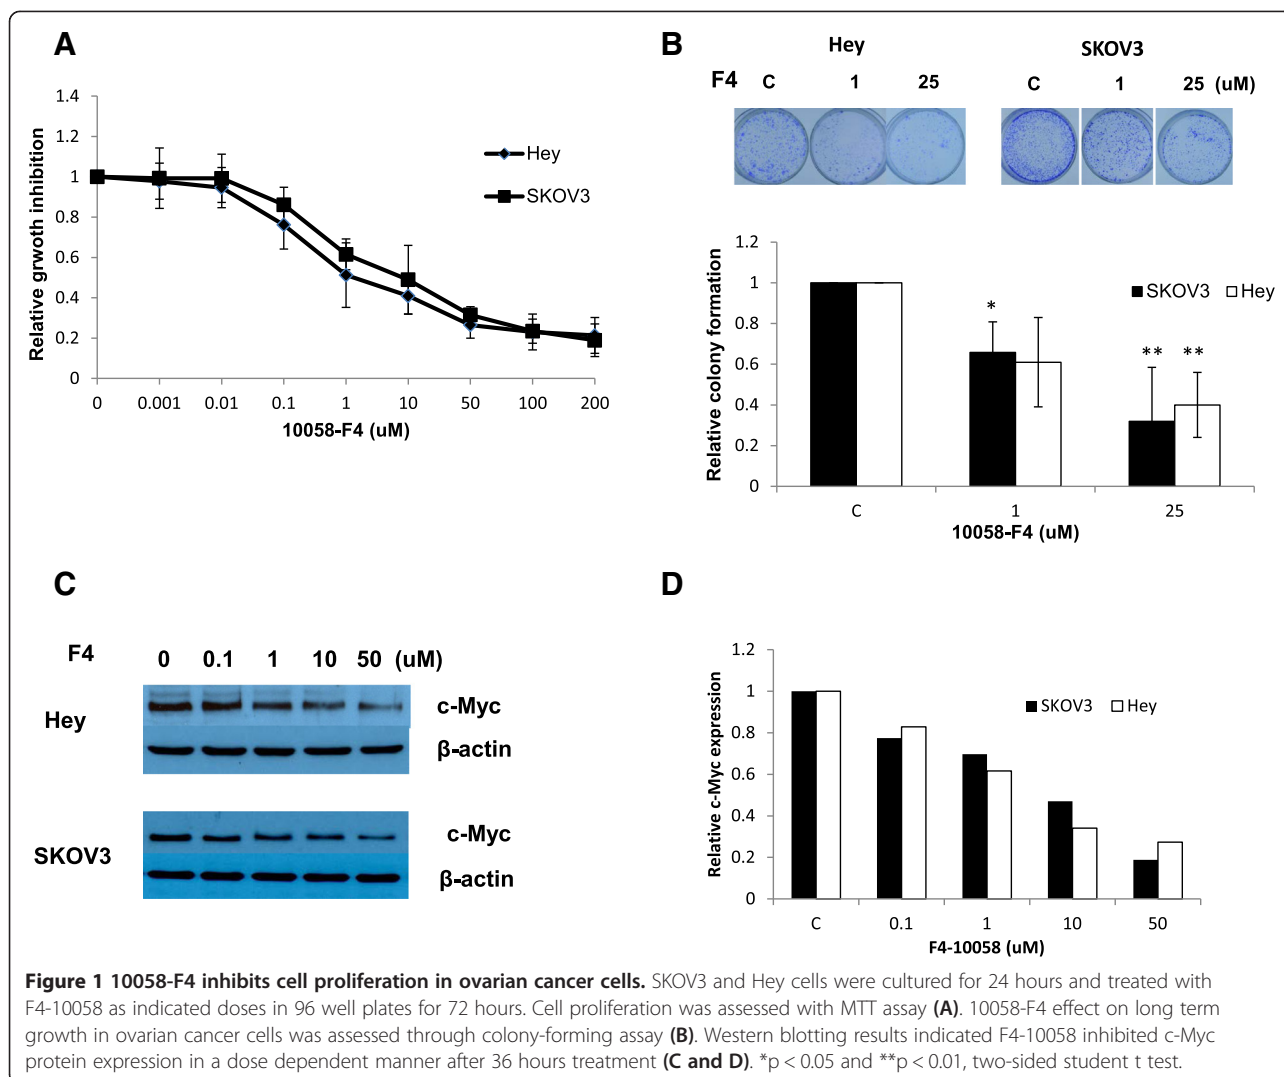 A
1.4
1.2
1
0.8
0.6
0.4
0.2
0
Relative grwoth inhibition
Hey
SKOV3
0 0.001 0.01 0.1 1 10 50 100 200
10058-F4 (uM)
B
Hey SKOV3
F4 C 1 25 C 1 25 (uM)
1.2
1
0.8
0.6
0.4
0.2
0
Relative colony formation
SKOV3 Hey
*
** **
C 1 25
10058-F4 (uM)
C
F4 0 0.1 1 10 50 (uM)
Hey
c-Myc
β-actin
SKOV3
c-Myc
β-actin
D
1.2
1
0.8
0.6
0.4
0.2
0
Relative c-Myc expression
SKOV3 Hey
C 0.1 1 10 50
F4-10058 (uM)
Figure 1 10058-F4 inhibits cell proliferation in ovarian cancer cells. SKOV3 and Hey cells were cultured for 24 hours and treated with
F4-10058 as indicated doses in 96 well plates for 72 hours. Cell proliferation was assessed with MTT assay (A). 10058-F4 effect on long term
growth in ovarian cancer cells was assessed through colony-forming assay (B). Western blotting results indicated F4-10058 inhibited c-Myc
protein expression in a dose dependent manner after 36 hours treatment (C and D). *p < 0.05 and **p < 0.01, two-sided student t test.